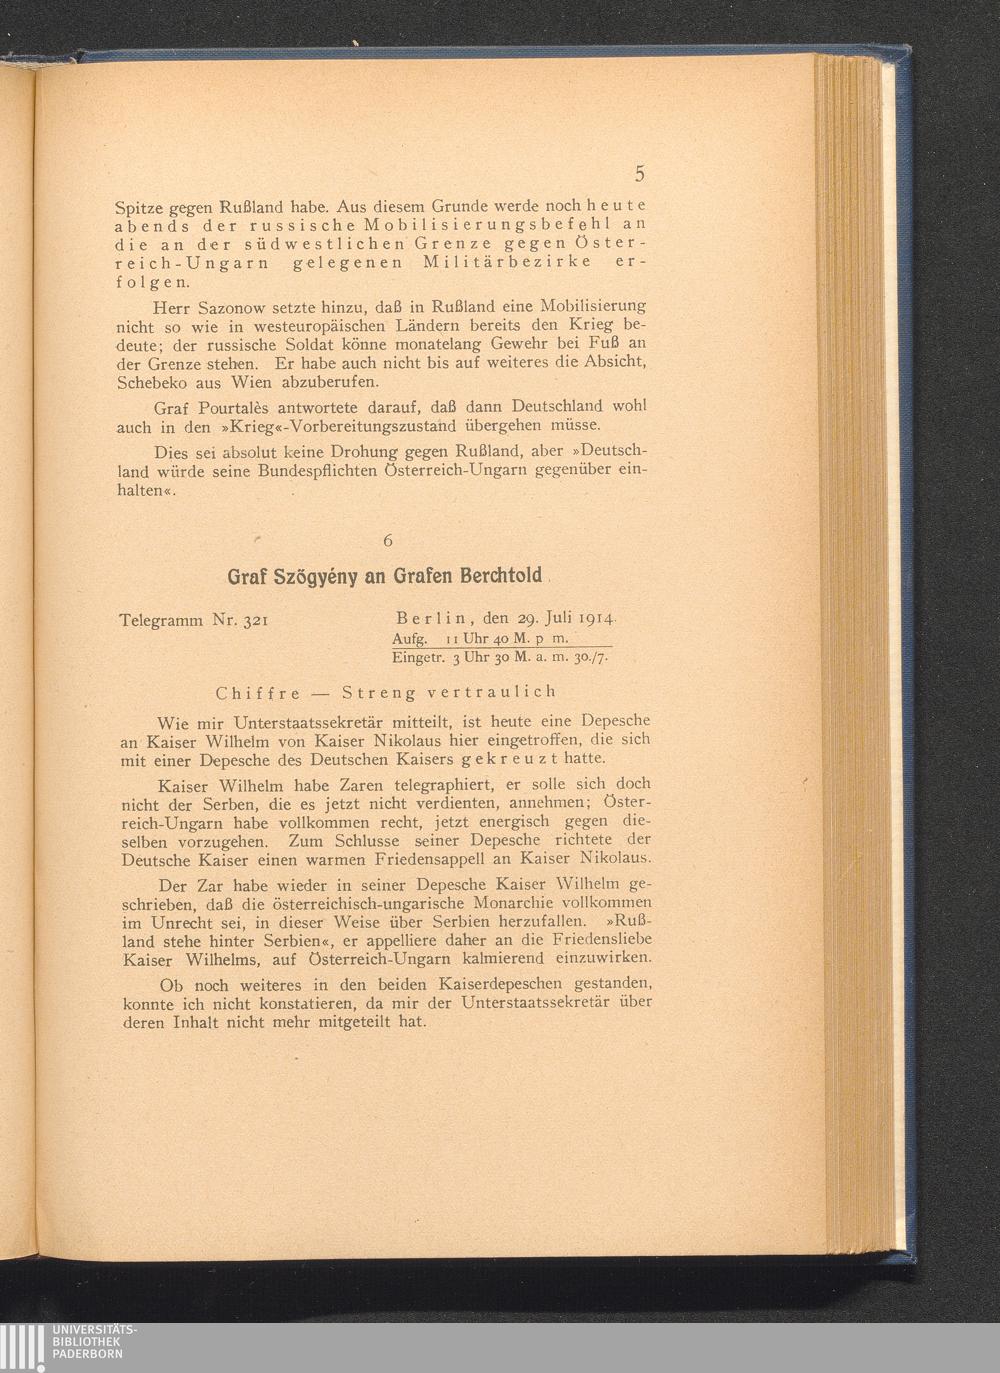 5
Spitze gegen Rußland habe. Aus diesem Grunde werde noch heute
abends der russische Mobilisierungsbefehl an
die an der südwestlichen Grenze gegen Öster-
reich-Ungarn gelegenen Militärbezirke er-
folgen.
Herr Sazonow setzte hinzu, daß in Rußland eine Mobilisierung
nicht so wie in westeuropäischen Ländern bereits den Krieg be-
deute; der russische Soldat könne monatelang Gewehr bei Fuß an
der Grenze stehen. Er habe auch nicht bis auf weiteres die Absicht,
Schebeko aus Wien abzuberufen.
Graf Pourtalès antwortete darauf, daß dann Deutschland wohl
auch in den »Krieg«-Vorbereitungszustand übergehen müsse.
Dies sei absolut keine Drohung gegen Rußland, aber »Deutsch-
land würde seine Bundespflichten Österreich-Ungarn gegenüber ein-
halten«.
6
Graf Szögyény an Grafen Berchtold
Telegramm Nr. 321 Berlin, den 29. Juli 1914.
Aufg. 11 Uhr 40 M. p m.
Eingetr. 3 Uhr 30 M. a. m. 30./7.
Chiffre — Streng vertraulich
Wie mir Unterstaatssekretär mitteilt, ist heute eine Depesche
an Kaiser Wilhelm von Kaiser Nikolaus hier eingetroffen, die sich
mit einer Depesche des Deutschen Kaisers gekreuzt hatte.
Kaiser Wilhelm habe Zaren telegraphiert, er solle sich doch
nicht der Serben, die es jetzt nicht verdienten, annehmen; Öster-
reich-Ungarn habe vollkommen recht, jetzt energisch gegen die-
selben vorzugehen. Zum Schlusse seiner Depesche richtete der
Deutsche Kaiser einen warmen Friedensappell an Kaiser Nikolaus.
Der Zar habe wieder in seiner Depesche Kaiser Wilhelm ge-
schrieben, daß die österreichisch-ungarische Monarchie vollkommen
im Unrecht sei, in dieser Weise über Serbien herzufallen. »Ruß-
land stehe hinter Serbien«, er appelliere daher an die Friedensliebe
Kaiser Wilhelms, auf Österreich-Ungarn kalmierend einzuwirken.
Ob noch weiteres in den beiden Kaiserdepeschen gestanden,
konnte ich nicht konstatieren, da mir der Unterstaatssekretär über
deren Inhalt nicht mehr mitgeteilt hat.
UNIVERSITÄTS-
BIBLIOTHEK
PADERBORN